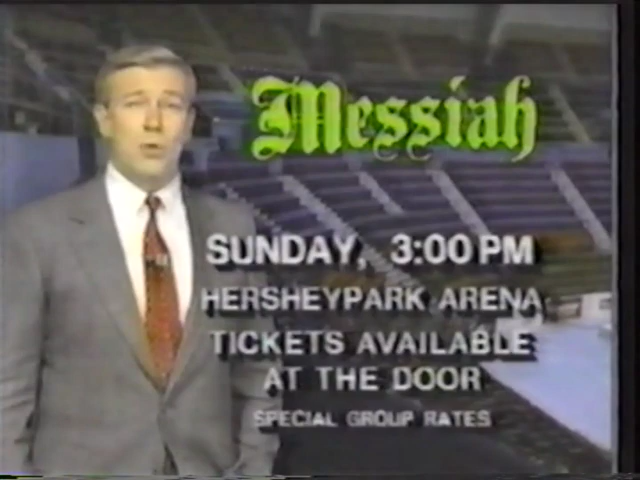 Messiah
SUNDAY, 3:00 PM
HERSHEYPARK ARENA
TICKETS AVAILABLE
AT THE DOOR
SPECIAL GROUP RATES